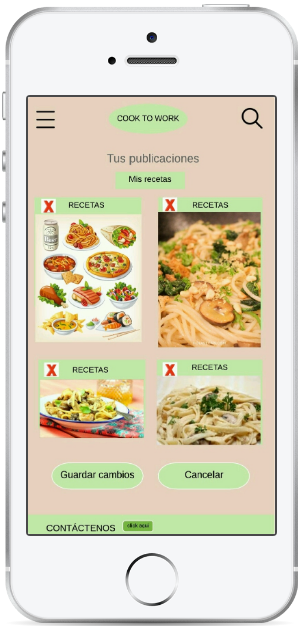 COOK TO WORK
Tus publicaciones
Mis recetas
X RECETAS
X RECETAS
X RECETAS
X RECETAS
Guardar cambios
Cancelar
CONTÁCTENOS
click aquí